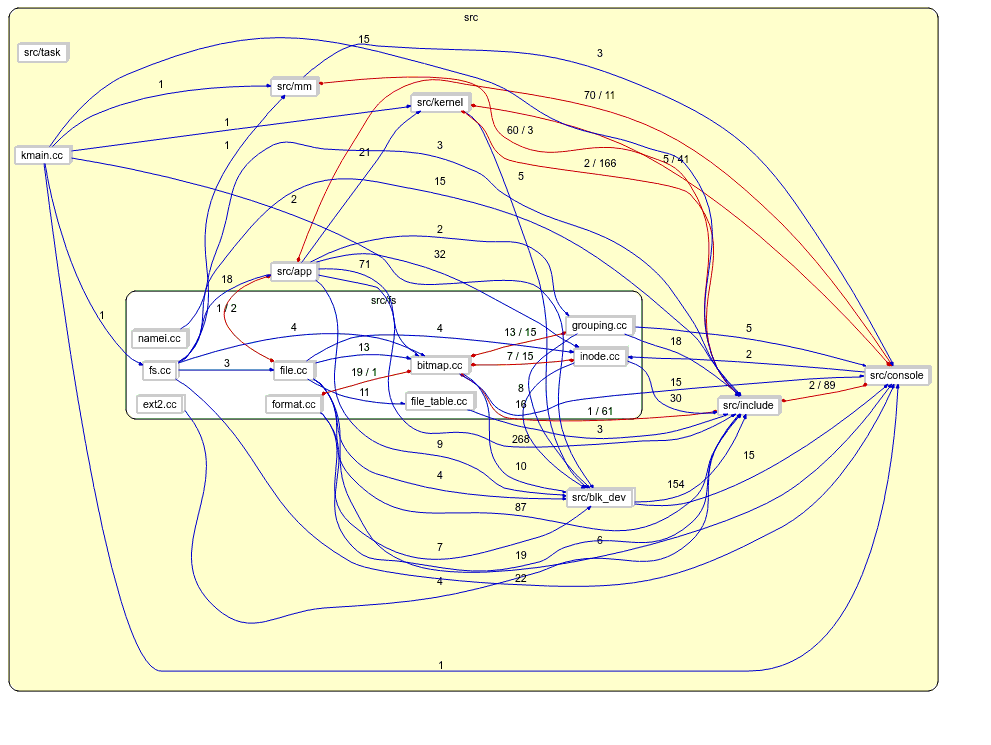 src
15
3
src/task
1
src/mm
70 / 11
src/kernel
1
60 / 3
kmain.cc
1
3
21
2 / 166
5 / 41
5
15
2
2
32
71
src/app
18
src/fs
1 / 2
1
4
4
13 / 15
grouping.cc
5
namei.cc
13
7 / 15
inode.cc
18
2
fs.cc
3
file.cc
bitmap.cc
19 / 1
src/console
15
2 / 89
8
ext2.cc
format.cc
11
file_table.cc
16
30
src/include
1 / 61
3
268
9
10
15
4
154
src/blk_dev
87
7
6
19
4
22
1